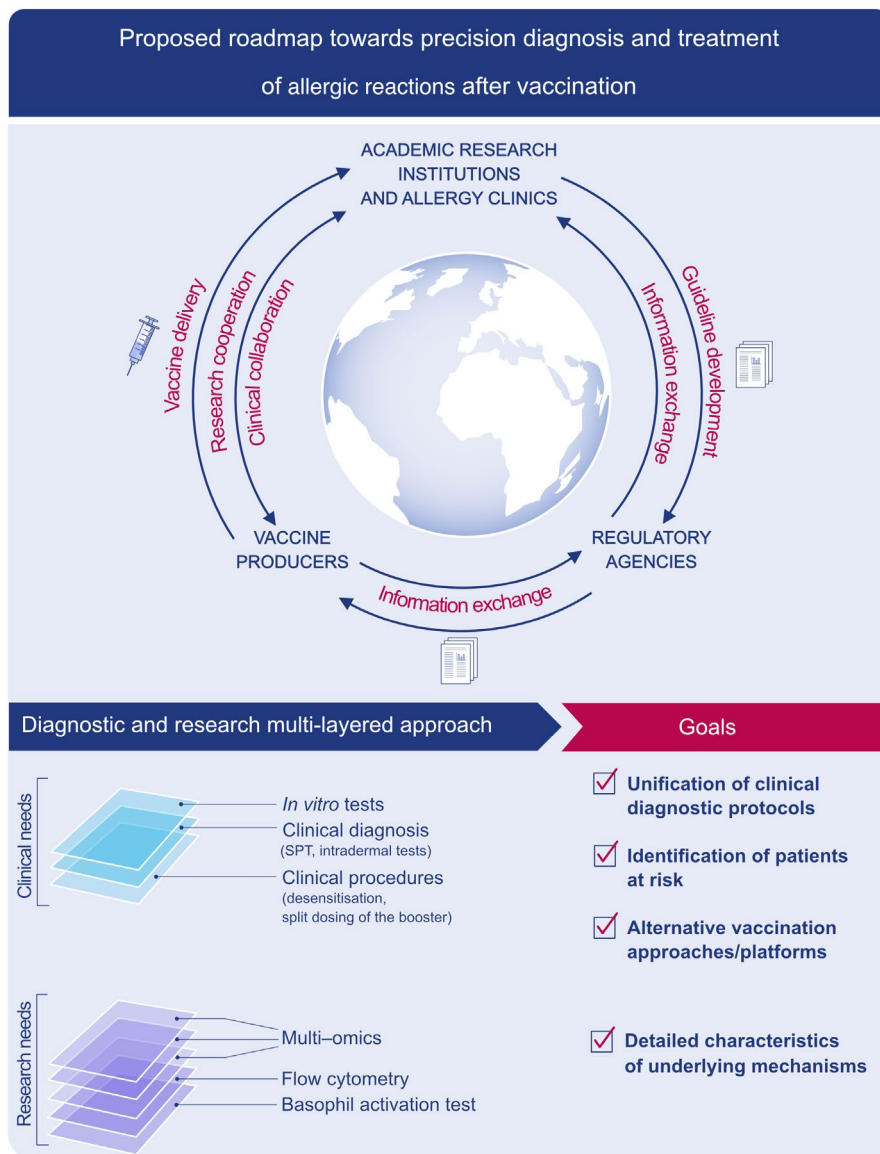 Proposed roadmap towards precision diagnosis and treatment
of allergic reactions after vaccination
ACADEMIC RESEARCH
INSTITUTIONS
AND ALLERGY CLINICS
Vaccine delivery
Research cooperation
Clinical collaboration
Information exchange
Guideline development
VACCINE
PRODUCERS
REGULATORY
AGENCIES
Information exchange
Diagnostic and research multi-layered approach
Goals
Clinical needs
In vitro tests
Clinical diagnosis
(SPT, intradermal tests)
Clinical procedures
(desensitisation,
split dosing of the booster)
Unification of clinical
diagnostic protocols
Identification of patients
at risk
Alternative vaccination
approaches/platforms
Research needs
Multi–omics
Flow cytometry
Basophil activation test
Detailed characteristics
of underlying mechanisms